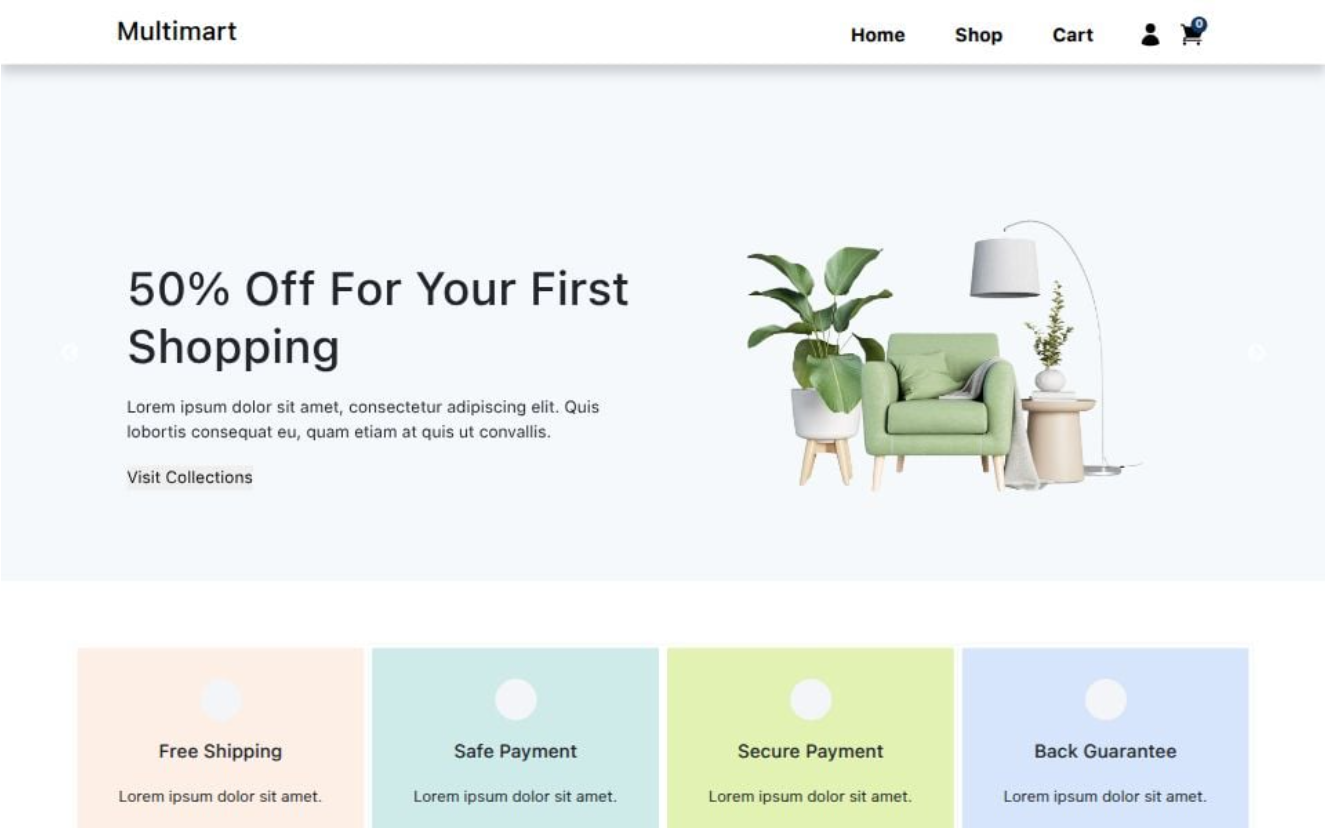 Multimart
Home Shop Cart 0
50% Off For Your First
Shopping
Lorem ipsum dolor sit amet, consectetur adipiscing elit. Quis
lobortis consequat eu, quam etiam at quis ut convallis.
Visit Collections
Free Shipping Safe Payment Secure Payment Back Guarantee
Lorem ipsum dolor sit amet. Lorem ipsum dolor sit amet. Lorem ipsum dolor sit amet. Lorem ipsum dolor sit amet.